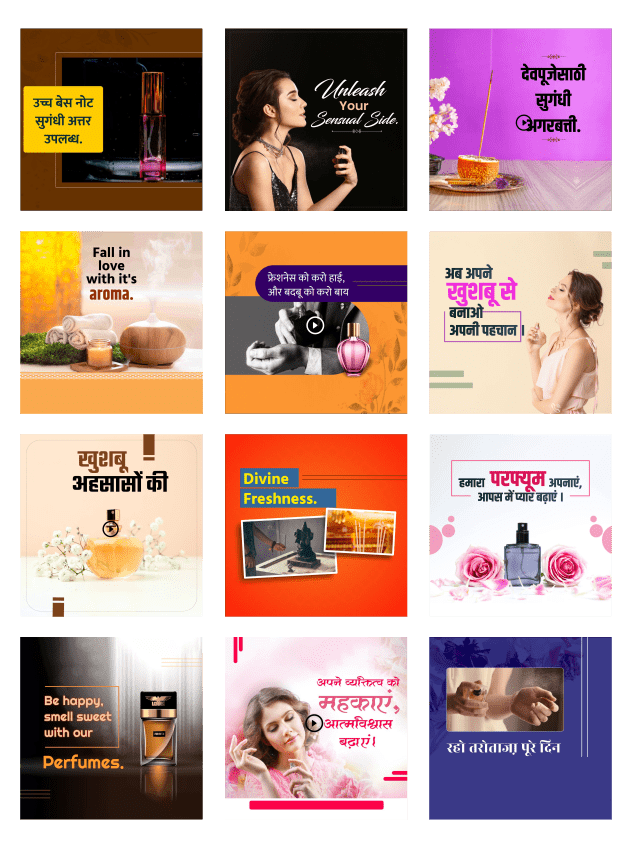 उच्च बेस नोट
सुगंधी अत्तर
उपलब्ध.
Unleash
Your
Sensual Side.
देवपूजेसाठी
सुगंधी
अगरबत्ती.
Fall in
love
with it's
aroma.
फ्रेशनेस को करो हाई,
और बदबू को करो बाय
अब अपने
खुशबू से
बनाओ
अपनी पहचान ।
खुशबू
अहसासों की
Divine
Freshness.
हमारा परफ्यूम अपनाएं,
आपस में प्यार बढ़ाएं ।
Be happy,
smell sweet
with our
Perfumes.
अपने व्यक्तित्व को
महकाएं,
आत्मविश्वास
बढ़ाएं।
रहो तरोताजा़ पूरे दिन